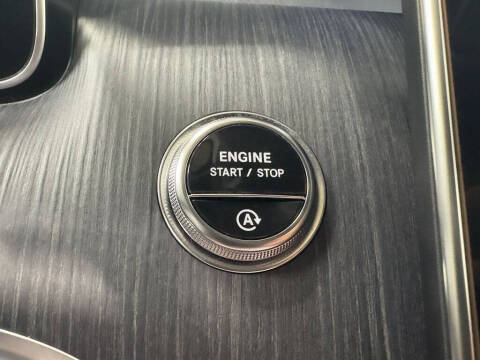 ENGINE
START / STOP
A